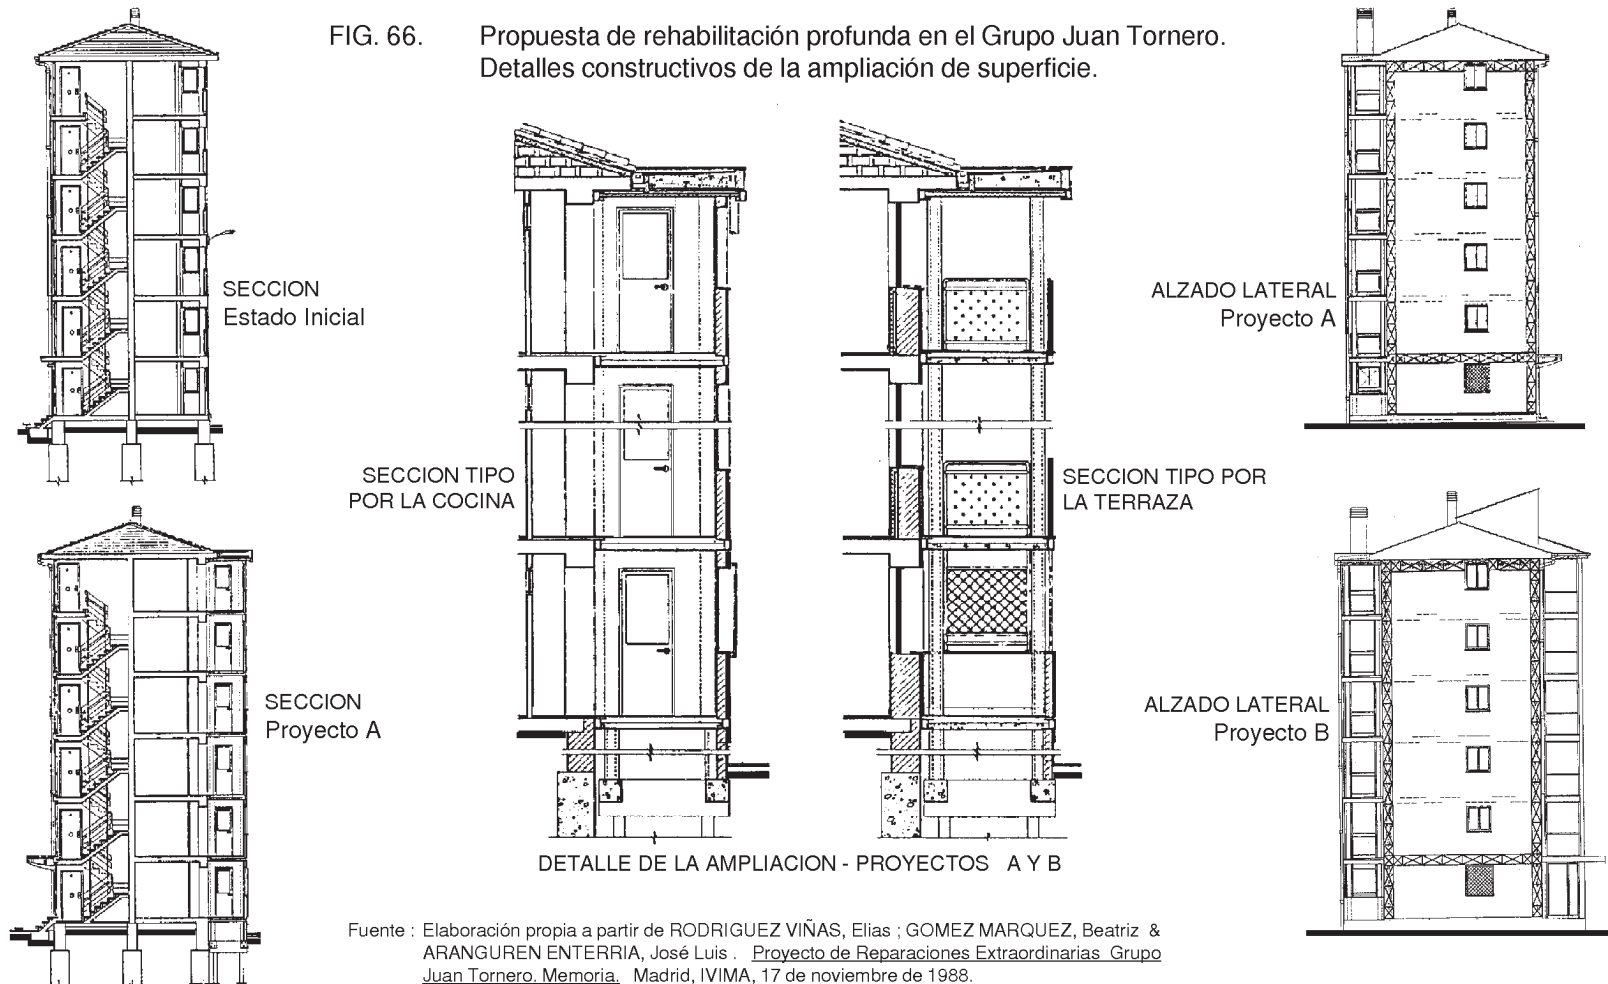 FIG. 66. Propuesta de rehabilitación profunda en el Grupo Juan Tornero.
Detalles constructivos de la ampliación de superficie.
SECCION
Estado Inicial
ALZADO LATERAL
Proyecto A
SECCION TIPO
POR LA COCINA
SECCION TIPO POR
LA TERRAZA
SECCION
Proyecto A
ALZADO LATERAL
Proyecto B
DETALLE DE LA AMPLIACION - PROYECTOS A Y B
Fuente : Elaboración propia a partir de RODRIGUEZ VIÑAS, Elias ; GOMEZ MARQUEZ, Beatriz &
ARANGUREN ENTERRIA, José Luis . Proyecto de Reparaciones Extraordinarias Grupo
Juan Tornero. Memoria. Madrid, IVIMA, 17 de noviembre de 1988.